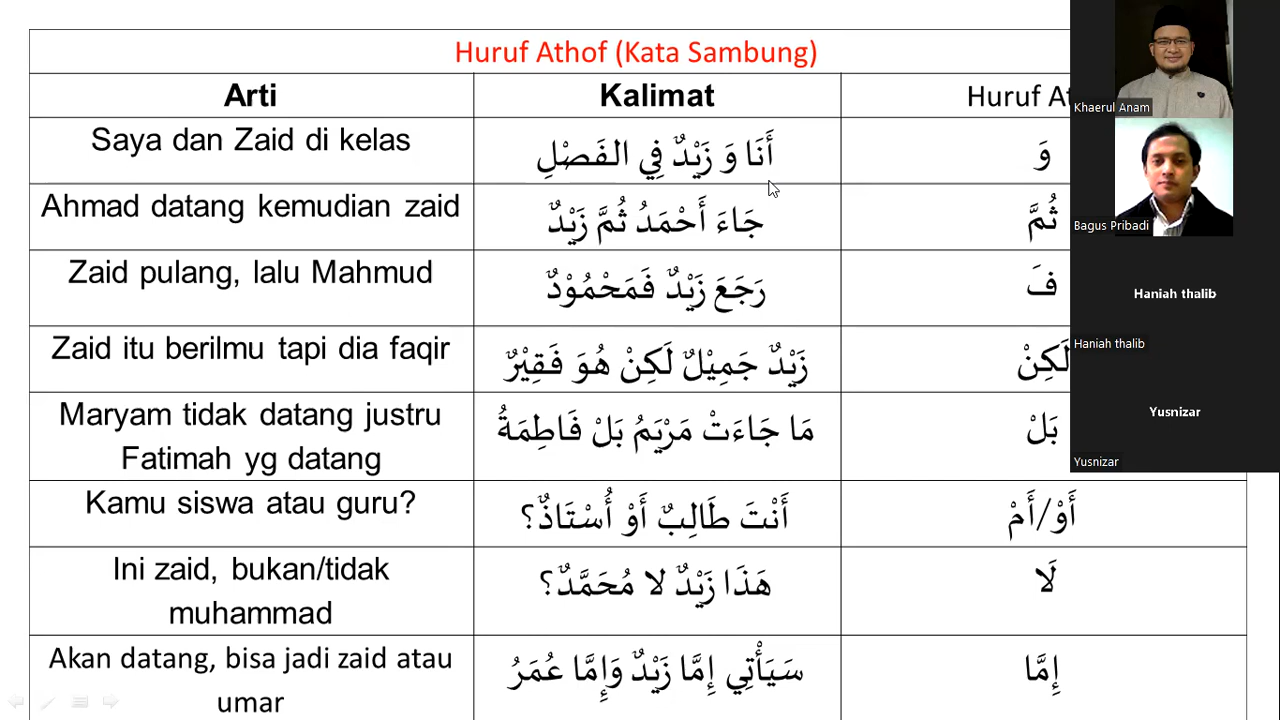 Huruf Athof (Kata Sambung)
Arti
Kalimat
Huruf
Saya dan Zaid di kelas
أَنَا وَ زَيْدٌ فِي الفَصْلِ
وَ
Ahmad datang kemudian zaid
جَاءَ أَحْمَدُ ثُمَّ زَيْدٌ
ثُمَّ
Zaid pulang, lalu Mahmud
رَجَعَ زَيْدٌ فَمَحْمُوْدٌ
فَ
Zaid itu berilmu tapi dia faqir
زَيْدٌ جَمِيْلٌ لَكِنْ هُوَ فَقِيْرٌ
لَكِنْ
Maryam tidak datang justru
Fatimah yg datang
مَا جَاءَتْ مَرْيَمُ بَلْ فَاطِمَةُ
بَلْ
Kamu siswa atau guru?
أَنْتَ طَالِبٌ أَوْ أُسْتَاذٌ؟
أَوْ/أَمْ
Ini zaid, bukan/tidak
muhammad
هَذَا زَيْدٌ لا مُحَمَّدٌ؟
لَا
Akan datang, bisa jadi zaid atau
umar
سَيَأْتِي إِمَّا زَيْدٌ وَإِمَّا عُمَرُ
إِمَّا
Khaerul Anam
Bagus Pribadi
Haniah thalib
Haniah thalib
Yusnizar
Yusnizar